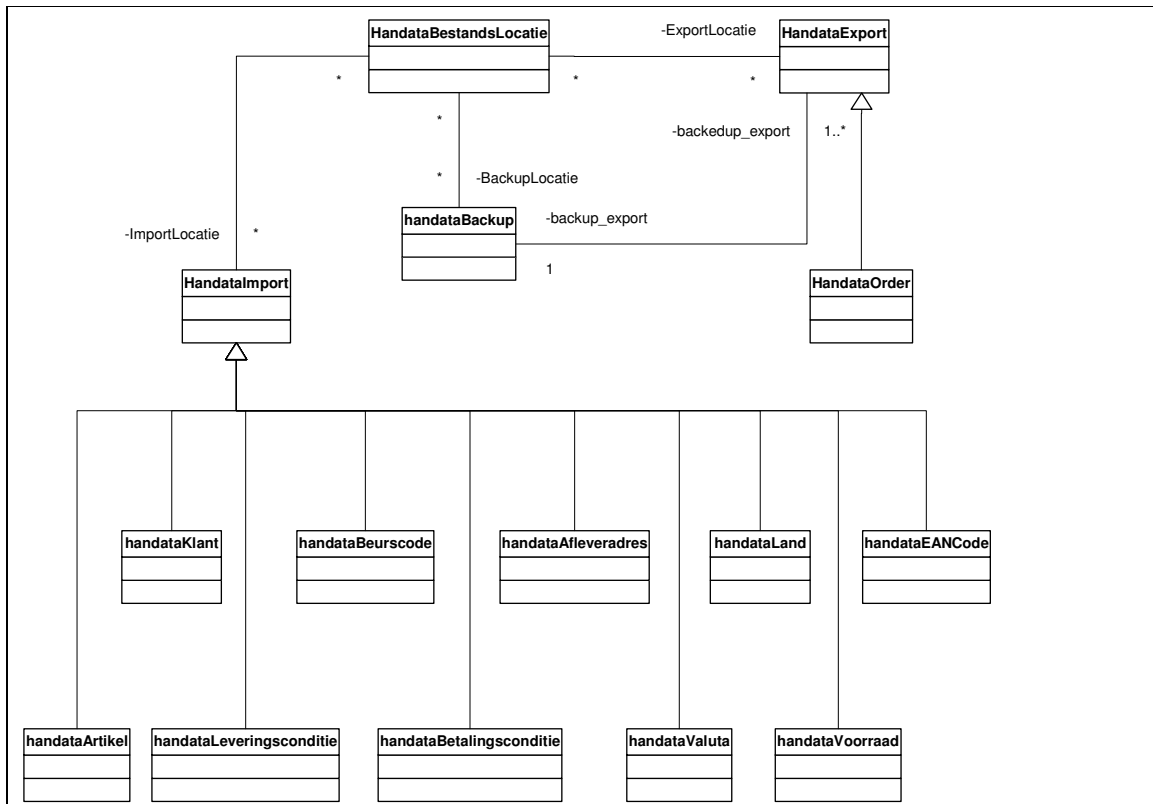 HandataBestandsLocatie
-ExportLocatie
HandataExport
*
*
*
*
-backedup_export
1..*
*
-BackupLocatie
handataBackup
-backup_export
-ImportLocatie
*
1
HandataImport
HandataOrder
handataKlant
handataBeurscode
handataAfleveradres
handataLand
handataEANCode
handataArtikel
handataLeveringsconditie
handataBetalingsconditie
handataValuta
handataVoorraad